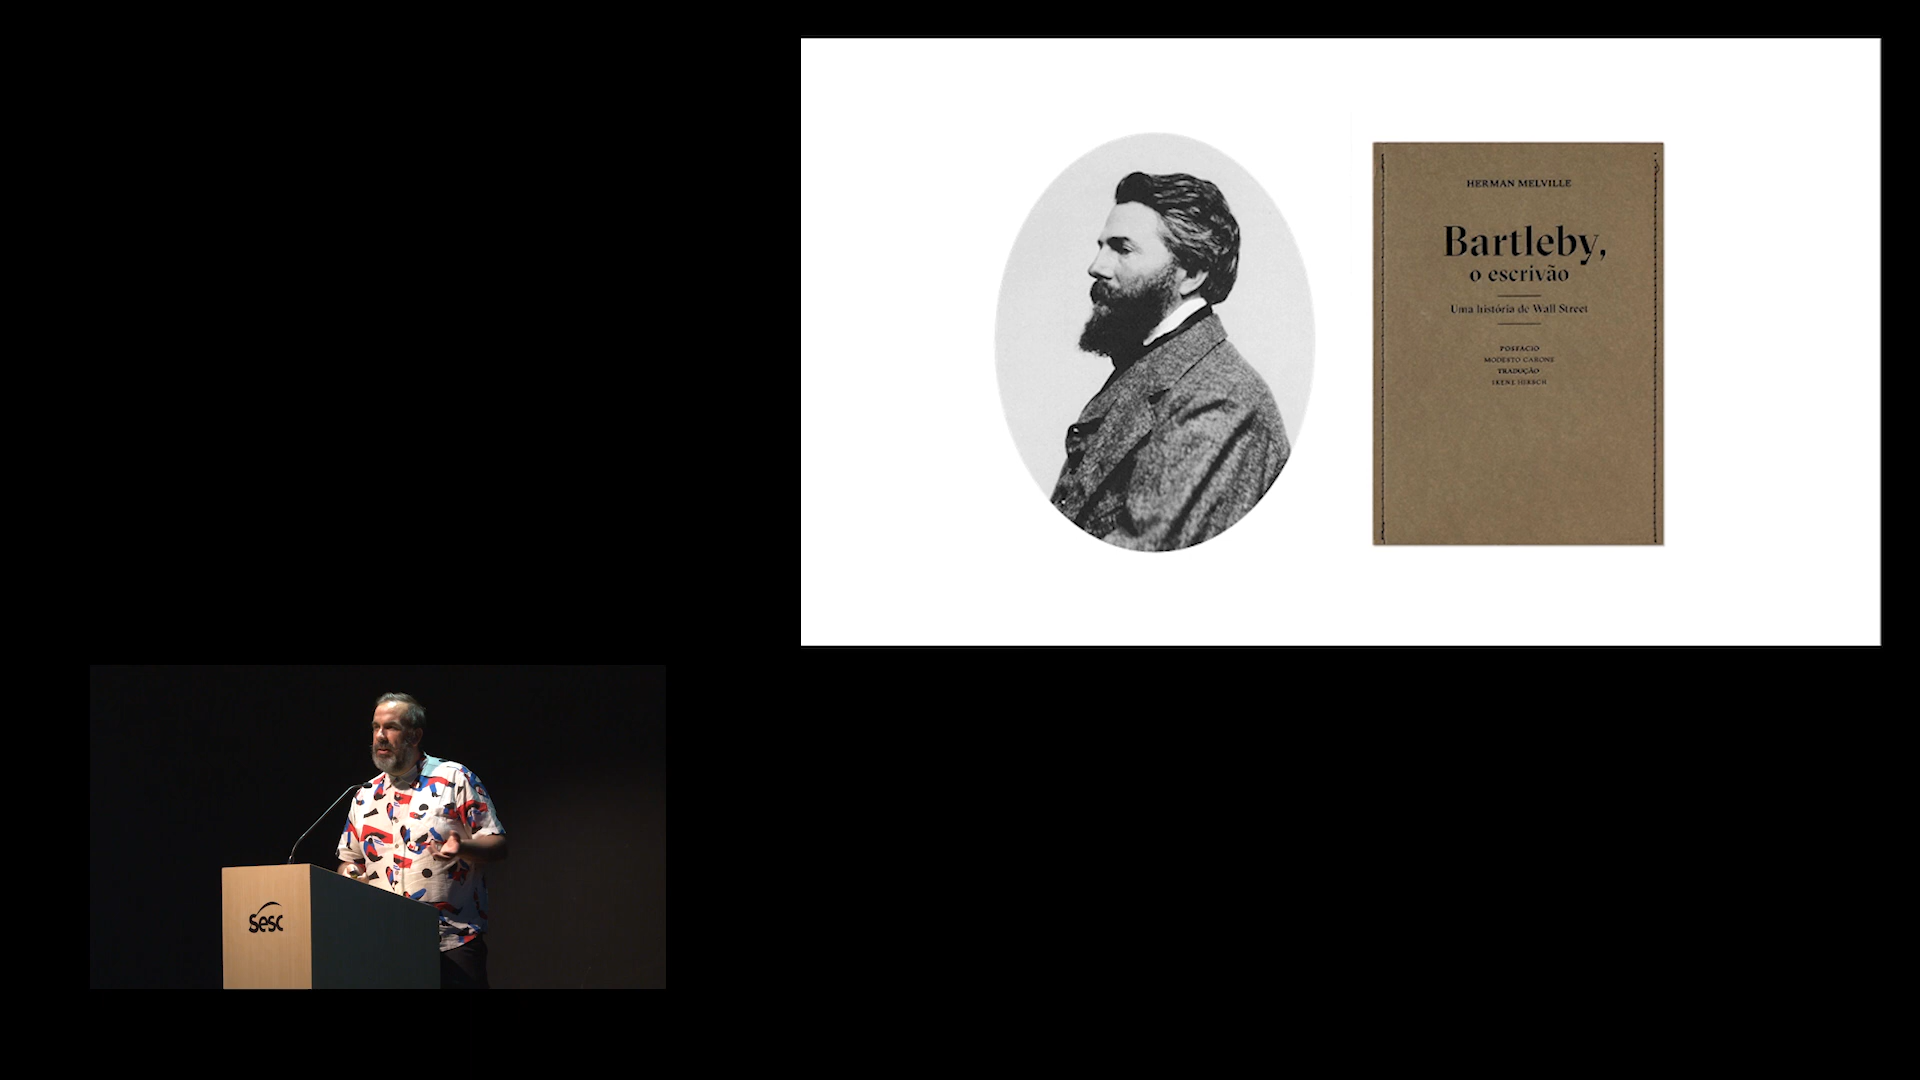 HERMAN MELVILLE
Bartleby,
o escrivão
Uma história de Wall Street
POSFÁCIO
MODESTO CARONE
TRADUÇÃO
IRENE HIRSCH
Sesc